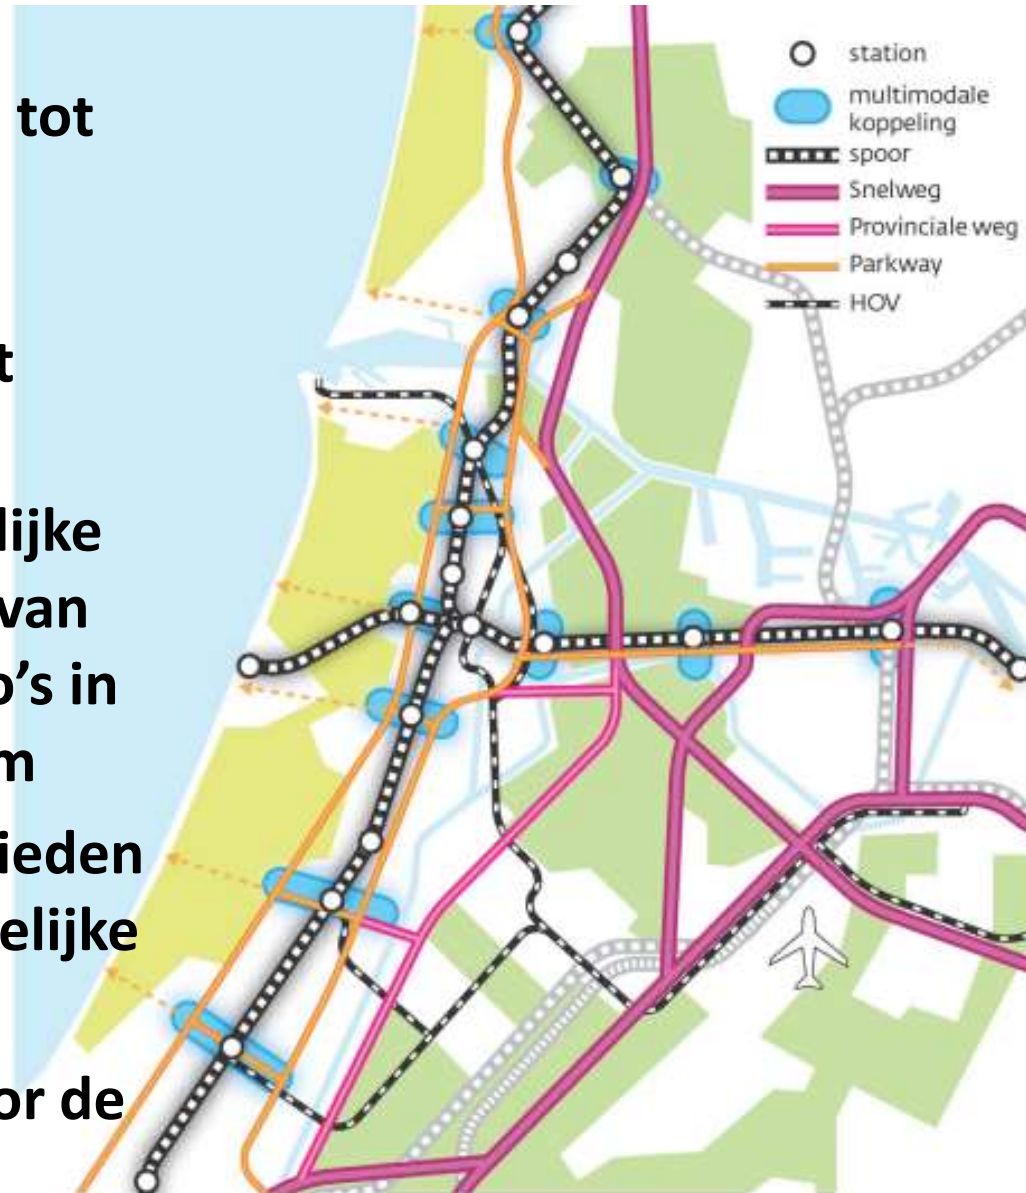 tot
t
lijke
van
o’s in
m
ieden
elijke
or de
station
multimodale
koppeling
spoor
Snelweg
Provinciale weg
Parkway
HOV